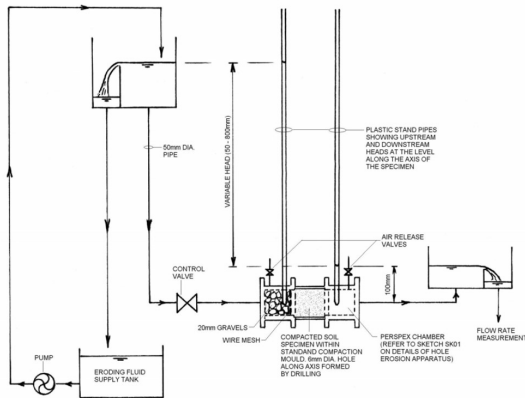 50mm DIA.
PIPE
VARIABLE HEAD (50 - 800mm)
PLASTIC STAND PIPES
SHOWING UPSTREAM
AND DOWNSTREAM
HEADS AT THE LEVEL
ALONG THE AXIS OF
THE SPECIMEN
AIR RELEASE
VALVES
CONTROL
VALVE
100mm
20mm GRAVELS
WIRE MESH
COMPACTED SOIL
SPECIMEN WITHIN
STANDAND COMPACTION
MOULD. 6mm DIA. HOLE
ALONG AXIS FORMED
BY DRILLING
PERSPEX CHAMBER
(REFER TO SKETCH SK01
ON DETAILS OF HOLE
EROSION APPARATUS)
FLOW RATE
MEASUREMENT
PUMP
ERODING FLUID
SUPPLY TANK